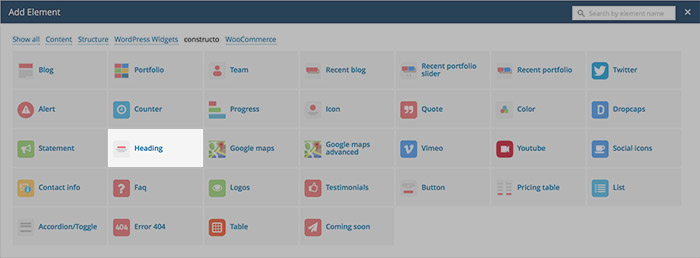 Add Element
Search by element name
Show all Content Structure WordPress Widgets constructo WooCommerce
Blog
Portfolio
Team
Recent blog
Recent portfolio
slider
Recent portfolio
Twitter
Alert
Counter
Progress
Icon
Quote
Color
D
Dropcaps
Statement
Heading
Google maps
Google maps
advanced
Vimeo
Youtube
Social icons
Contact info
?
Faq
Logos
Testimonials
Button
Pricing table
List
Accordion/Toggle
404
Error 404
Table
Coming soon